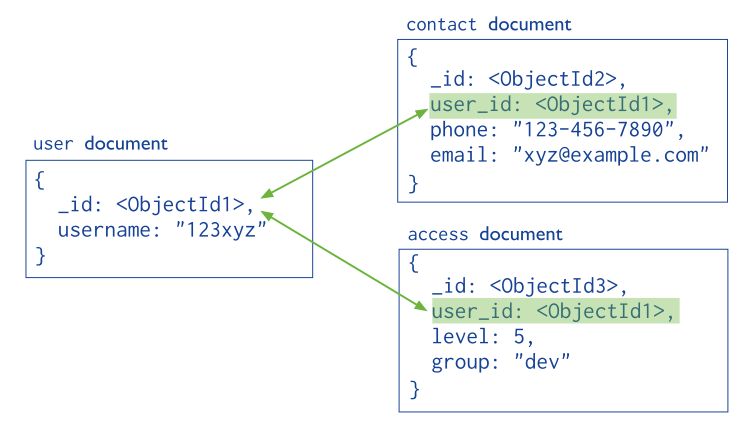 user document
{
_id: <ObjectId1>,
username: "123xyz"
}
contact document
{
_id: <ObjectId2>,
user_id: <ObjectId1>,
phone: "123-456-7890",
email: "xyz@example.com"
}
access document
{
_id: <ObjectId3>,
user_id: <ObjectId1>,
level: 5,
group: "dev"
}